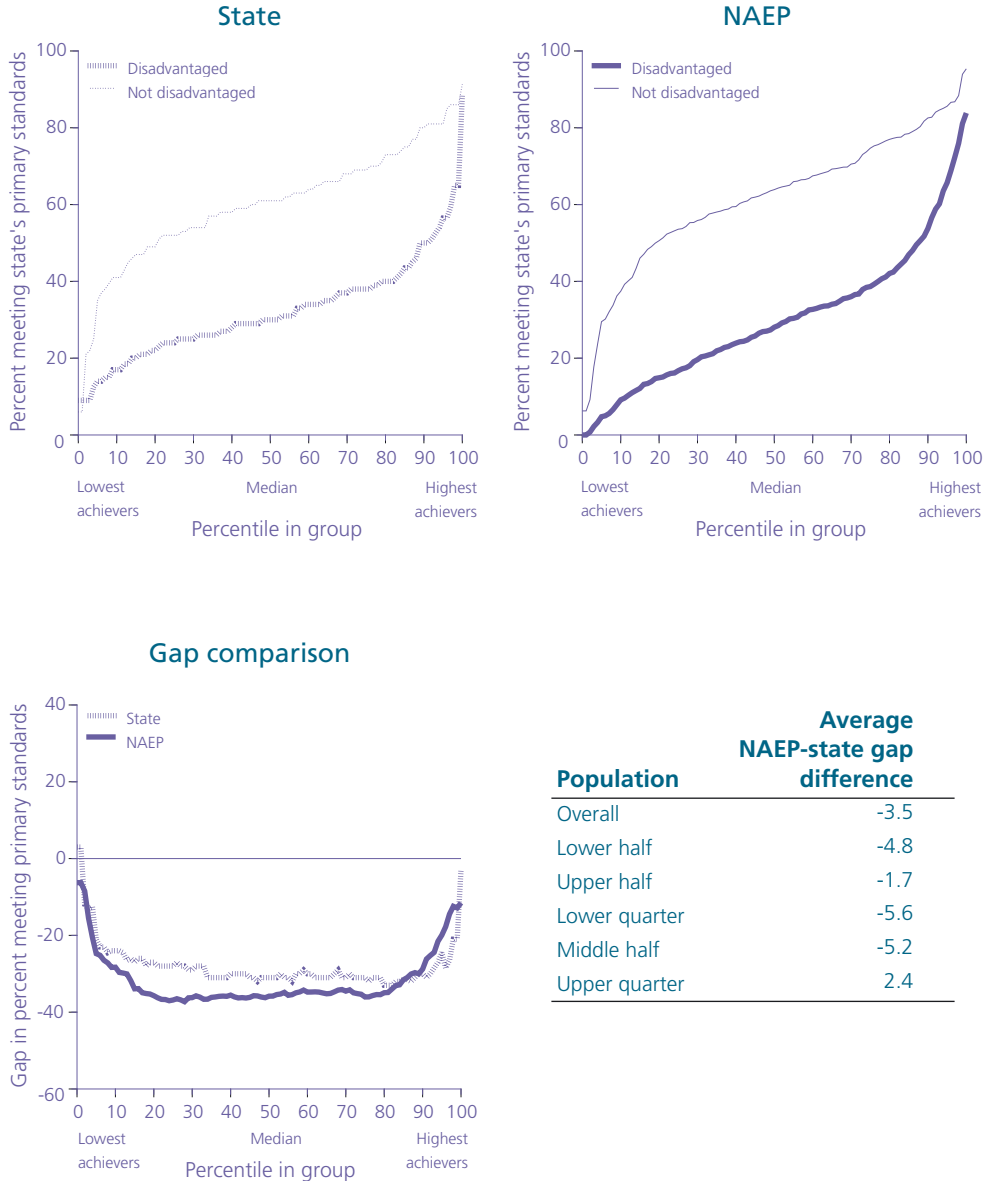 State
Percent meeting state's primary standards
100
80
60
40
20
0
Disadvantaged
Not disadvantaged
0 10 20 30 40 50 60 70 80 90 100
Lowest achievers
Median
Highest achievers
Percentile in group
NAEP
Percent meeting state's primary standards
100
80
60
40
20
0
Disadvantaged
Not disadvantaged
0 10 20 30 40 50 60 70 80 90 100
Lowest achievers
Median
Highest achievers
Percentile in group
Gap comparison
Gap in percent meeting primary standards
40
20
0
-20
-40
-60
State
NAEP
0 10 20 30 40 50 60 70 80 90 100
Lowest achievers
Median
Highest achievers
Percentile in group
Average
NAEP-state gap
Population difference
Overall -3.5
Lower half -4.8
Upper half -1.7
Lower quarter -5.6
Middle half -5.2
Upper quarter 2.4